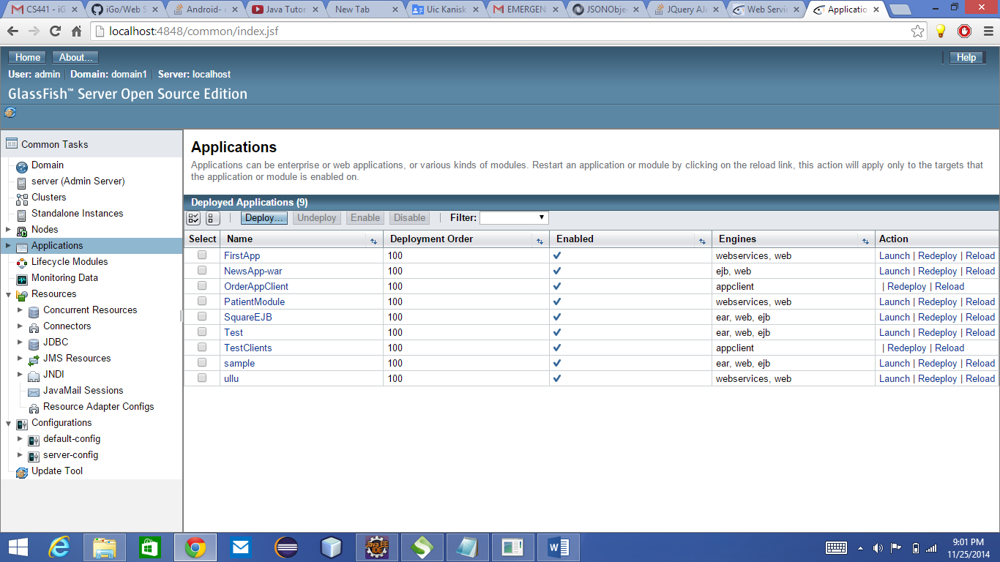 CS441 - iG
iGo/Web S
Android- 
Java Tutor
New Tab
Uic Kanisk
EMERGEN
JSONObje
JQuery AJA
Web Servi
Applicatio
localhost:4848/common/index.jsf
Home About... Help
User: admin Domain: domain1 Server: localhost
GlassFish™ Server Open Source Edition
Common Tasks
Domain
server (Admin Server)
Clusters
Standalone Instances
Nodes
Applications
Lifecycle Modules
Monitoring Data
Resources
Concurrent Resources
Connectors
JDBC
JMS Resources
JNDI
JavaMail Sessions
Resource Adapter Configs
Configurations
default-config
server-config
Update Tool
Applications
Applications can be enterprise or web applications, or various kinds of modules. Restart an application or module by clicking on the reload link, this action will apply only to the targets that
the application or module is enabled on.
Deployed Applications (9)
Deploy... Undeploy Enable Disable Filter:
Select Name Deployment Order Enabled Engines Action
FirstApp 100 webservices, web Launch | Redeploy | Reload
NewsApp-war 100 ejb, web Launch | Redeploy | Reload
OrderAppClient 100 appclient | Redeploy | Reload
PatientModule 100 webservices, web Launch | Redeploy | Reload
SquareEJB 100 ear, web, ejb Launch | Redeploy | Reload
Test 100 ear, web, ejb Launch | Redeploy | Reload
TestClients 100 appclient | Redeploy | Reload
sample 100 ear, web, ejb Launch | Redeploy | Reload
ullu 100 webservices, web Launch | Redeploy | Reload
Java EE
IDE
9:01 PM
11/25/2014